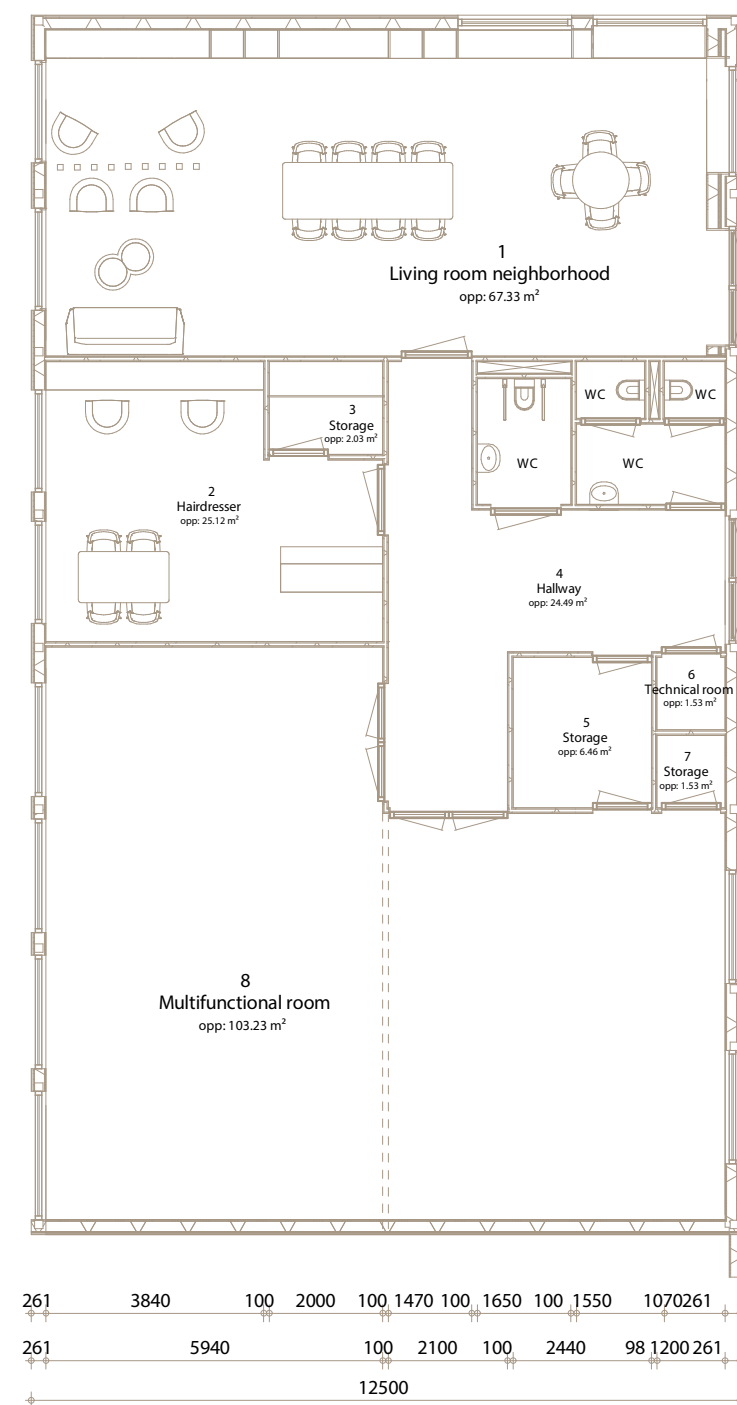 1
Living room neighborhood
opp: 67.33 m²
WC
WC
3
Storage
opp: 2.03 m²
WC
WC
2
Hairdresser
opp: 25.12 m²
4
Hallway
opp: 24.49 m²
6
Technical room
opp: 1.53 m²
5
Storage
opp: 6.46 m²
7
Storage
opp: 1.53 m²
8
Multifunctional room
opp: 103.23 m²
261 3840 100 2000 100 1470 100 1650 100 1550 1070 261
261 5940 100 2100 100 2440 98 1200 261
12500